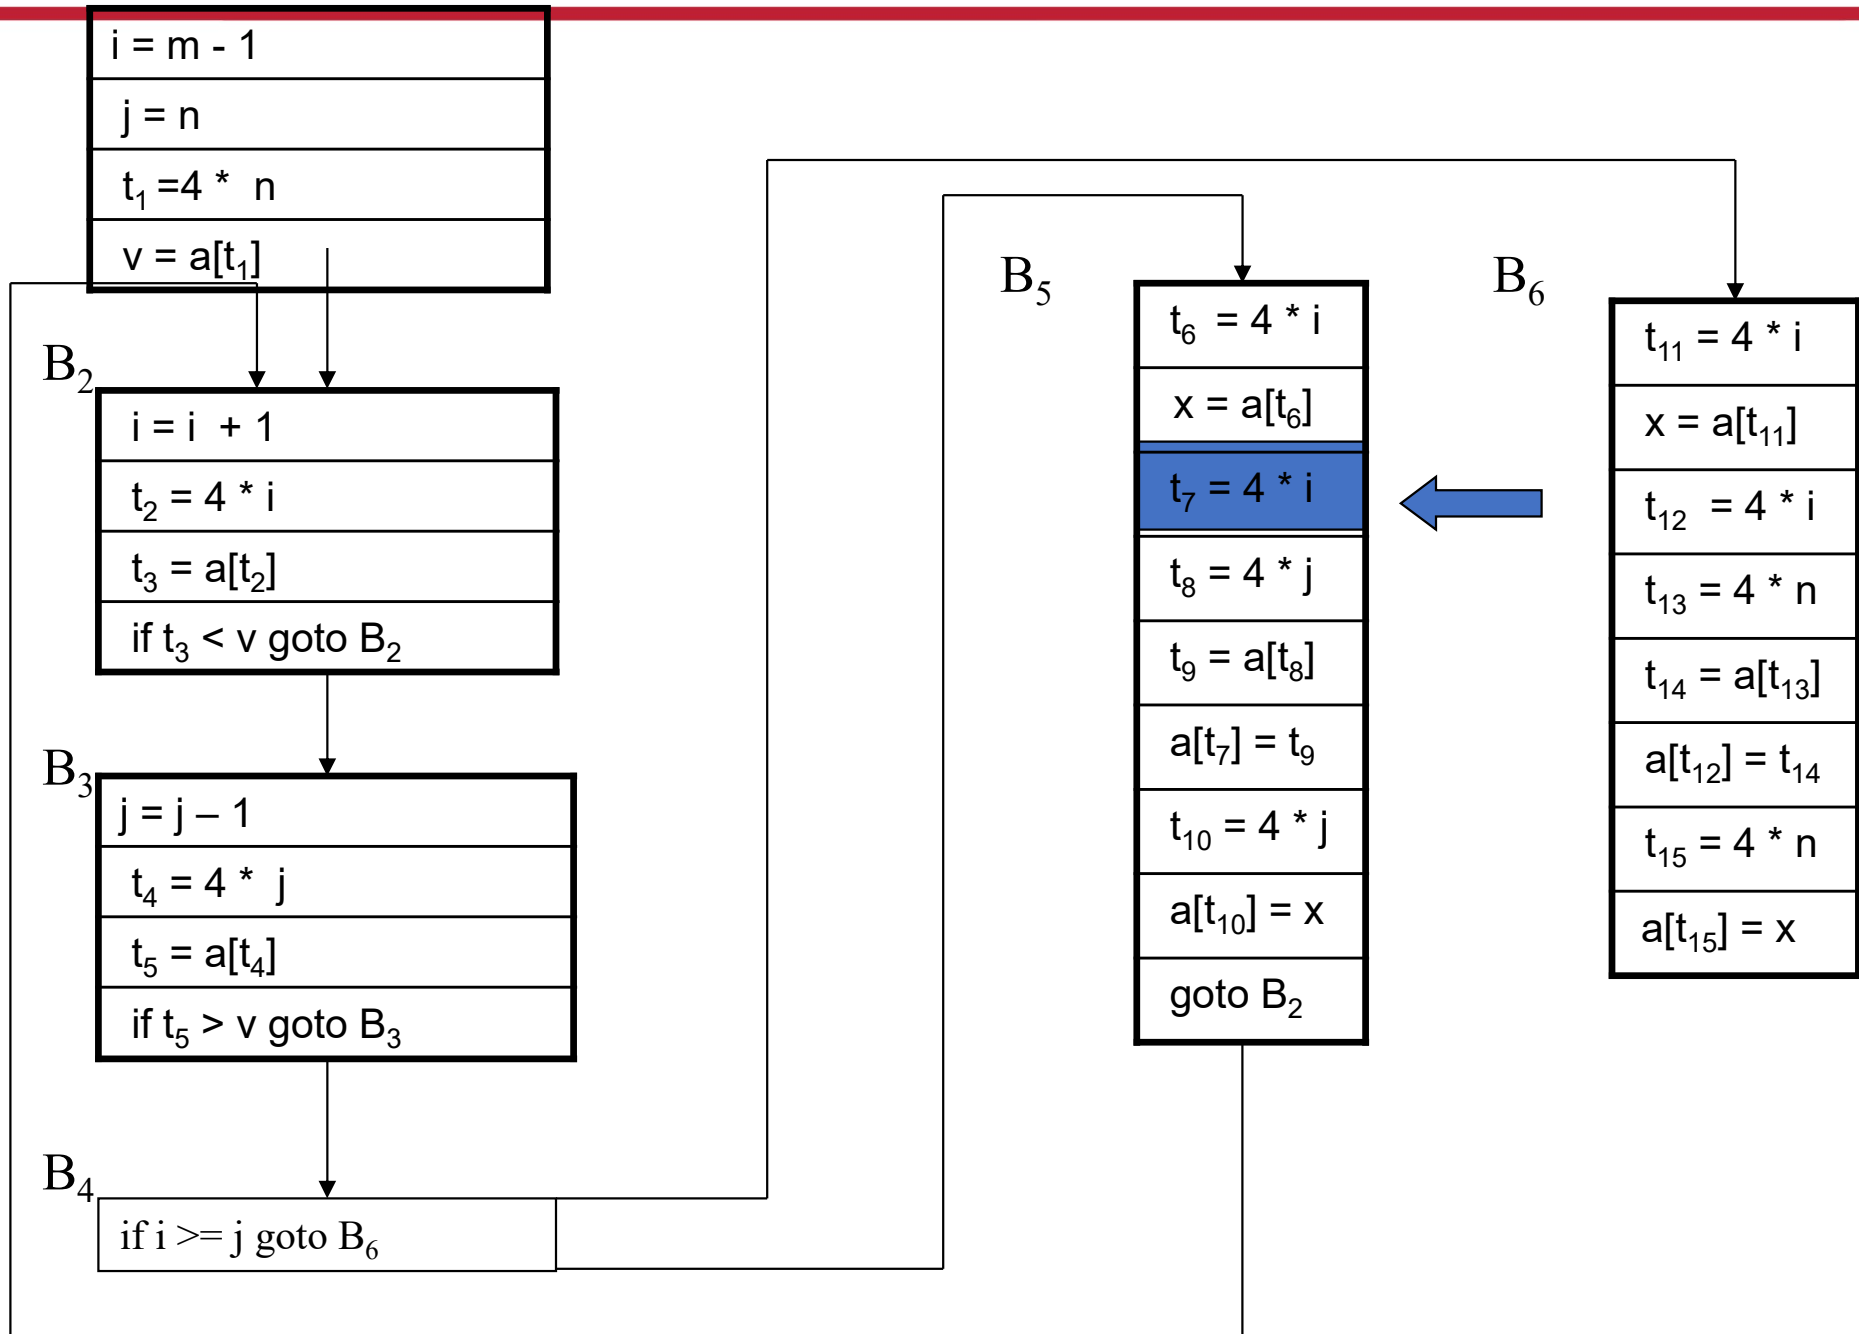 i = m - 1
j = n
t₁ =4 * n
v = a[t₁]
B₂
i = i + 1
t₂ = 4 * i
t₃ = a[t₂]
if t₃ < v goto B₂
B₃
j = j – 1
t₄ = 4 * j
t₅ = a[t₄]
if t₅ > v goto B₃
B₄
if i >= j goto B₆
B₅
t₆ = 4 * i
x = a[t₆]
t₇ = 4 * i
t₈ = 4 * j
t₉ = a[t₈]
a[t₇] = t₉
t₁₀ = 4 * j
a[t₁₀] = x
goto B₂
B₆
t₁₁ = 4 * i
x = a[t₁₁]
t₁₂ = 4 * i
t₁₃ = 4 * n
t₁₄ = a[t₁₃]
a[t₁₂] = t₁₄
t₁₅ = 4 * n
a[t₁₅] = x